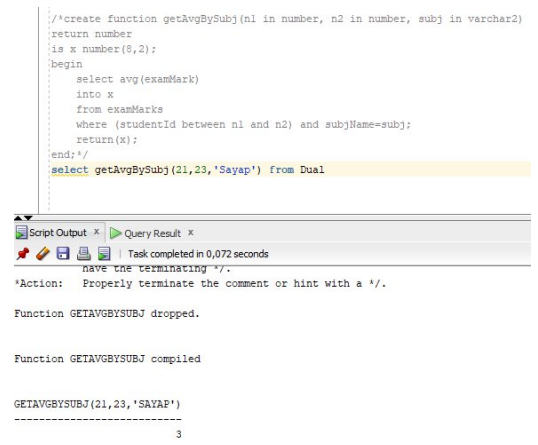 /*create function getAvgBySubj(n1 in number, n2 in number, subj in varchar2)
return number
is x number(8,2);
begin
select avg(examMark)
into x
from examMarks
where (studentId between n1 and n2) and subjName=subj;
return(x);
end;*/
select getAvgBySubj(21,23,'Sayap') from Dual
Script Output x Query Result x
Task completed in 0,072 seconds
have the terminating */.
*Action: Properly terminate the comment or hint with a */.
Function GETAVGBYSUBJ dropped.
Function GETAVGBYSUBJ compiled
GETAVGBYSUBJ(21,23,'SAYAP')
---------------------------
3